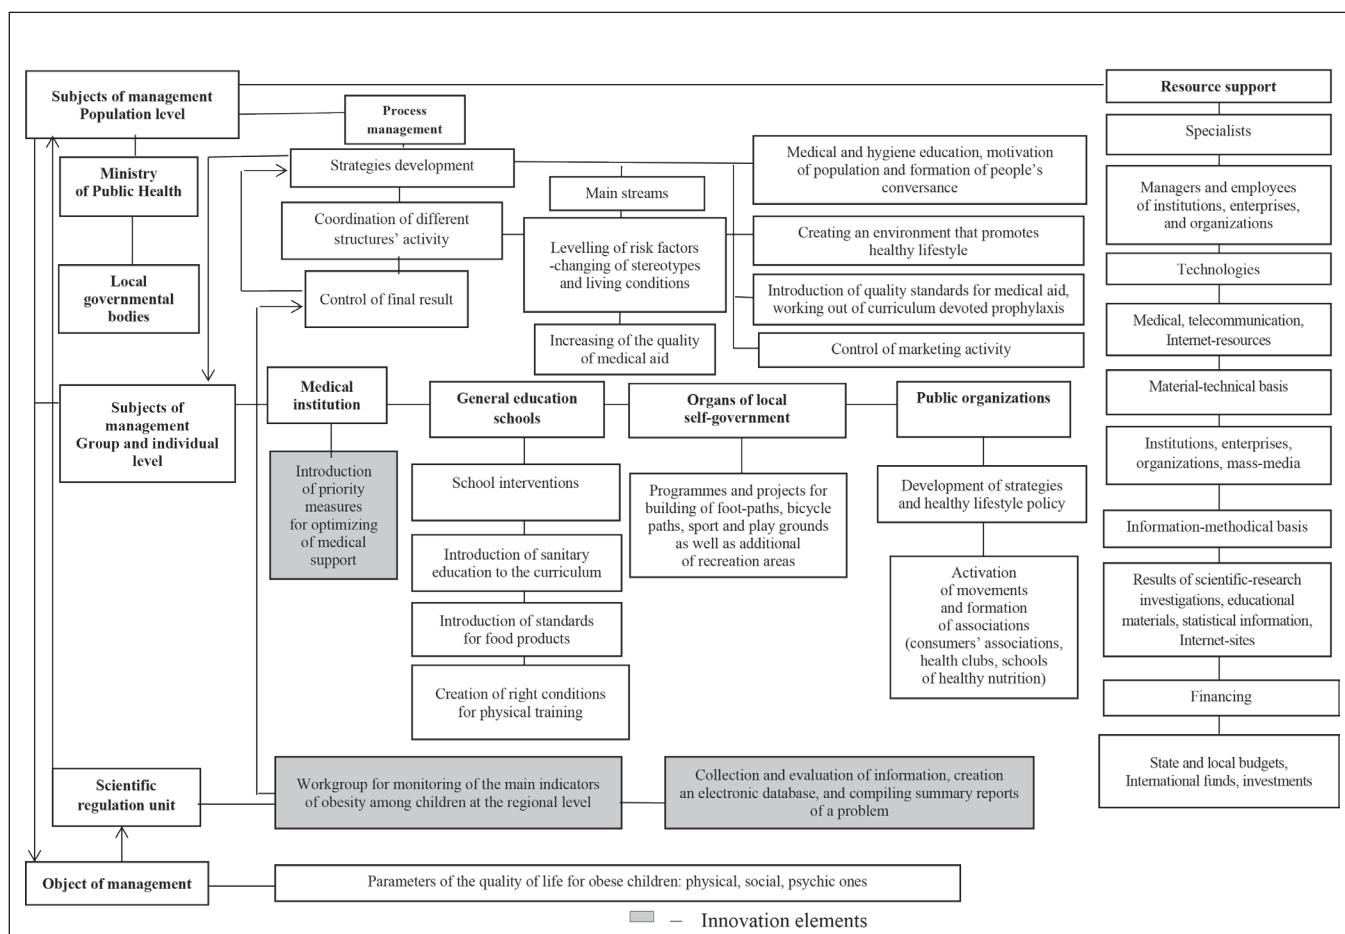 Subjects of management
Population level
Ministry
of Public Health
Local
governmental
bodies
Process
management
Strategies development
Coordination of different
structures’ activity
Control of final result
Main streams
Levelling of risk factors
-changing of stereotypes
and living conditions
Increasing of the quality
of medical aid
Medical and hygiene education, motivation
of population and formation of people’s
conversance
Creating an environment that promotes
healthy lifestyle
Introduction of quality standards for medical aid,
working out of curriculum devoted prophylaxis
Control of marketing activity
Resource support
Specialists
Managers and employees
of institutions, enterprises,
and organizations
Technologies
Medical, telecommunication,
Internet-resources
Material-technical basis
Institutions, enterprises,
organizations, mass-media
Information-methodical basis
Results of scientific-research
investigations, educational
materials, statistical information,
Internet-sites
Financing
State and local budgets,
International funds, investments
Subjects of
management
Group and individual
level
Medical
institution
Introduction
of priority
measures
for optimizing
of medical
support
General education
schools
School interventions
Introduction of sanitary
education to the curriculum
Introduction of standards
for food products
Creation of right conditions
for physical training
Organs of local
self-government
Programmes and projects for
building of foot-paths, bicycle
paths, sport and play grounds
as well as additional
of recreation areas
Public organizations
Development of strategies
and healthy lifestyle policy
Activation
of movements
and formation
of associations
(consumers’ associations,
health clubs, schools
of healthy nutrition)
Scientific
regulation unit
Workgroup for monitoring of the main indicators
of obesity among children at the regional level
Collection and evaluation of information, creation
an electronic database, and compiling summary reports
of a problem
Object of management
Parameters of the quality of life for obese children: physical, social, psychic ones
– Innovation elements